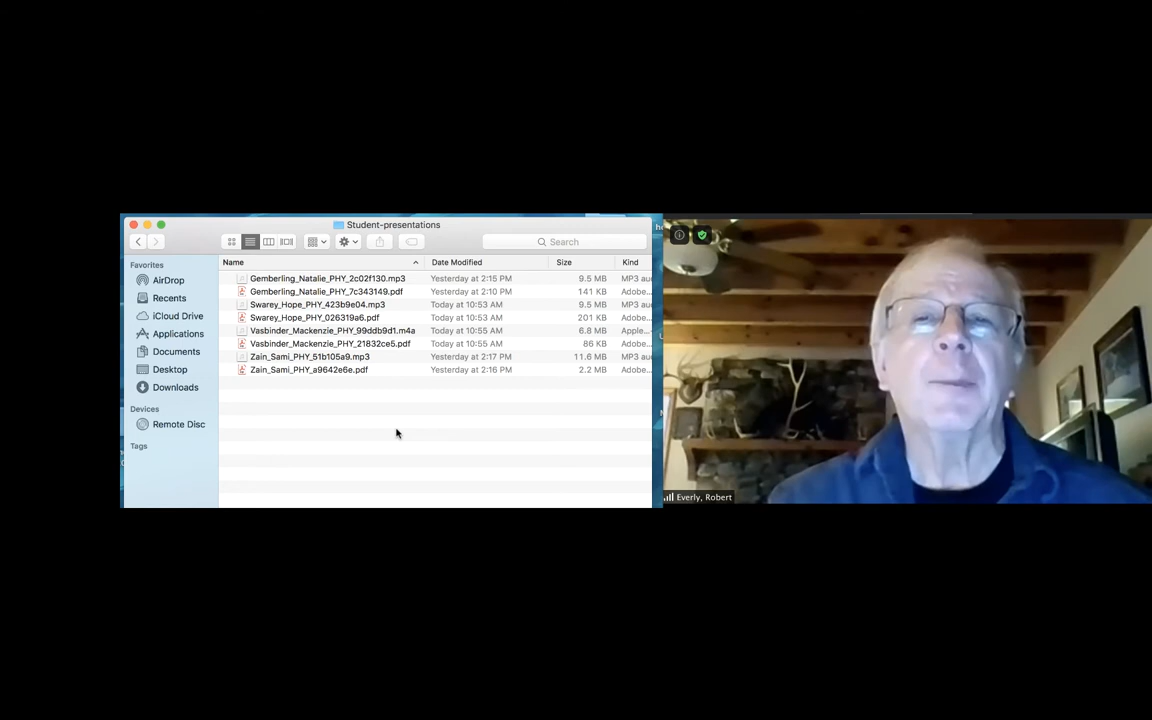 Student-presentations
Search
Favorites
AirDrop
Recents
iCloud Drive
Applications
Documents
Desktop
Downloads
Devices
Remote Disc
Tags
Name Date Modified Size Kind
Gemberling_Natalie_PHY_2c02f130.mp3 Yesterday at 2:15 PM 9.5 MB MP3 au
Gemberling_Natalie_PHY_7c343149.pdf Yesterday at 2:10 PM 141 KB Adobe...
Swarey_Hope_PHY_423b9e04.mp3 Today at 10:53 AM 9.5 MB MP3 au
Swarey_Hope_PHY_026319a6.pdf Today at 10:53 AM 201 KB Adobe...
Vasbinder_Mackenzie_PHY_99ddb9d1.m4a Today at 10:55 AM 6.8 MB Apple...
Vasbinder_Mackenzie_PHY_21832ce5.pdf Today at 10:55 AM 86 KB Adobe...
Zain_Sami_PHY_51b105a9.mp3 Yesterday at 2:17 PM 11.6 MB MP3 au
Zain_Sami_PHY_a9642e6e.pdf Yesterday at 2:16 PM 2.2 MB Adobe...
Everly, Robert